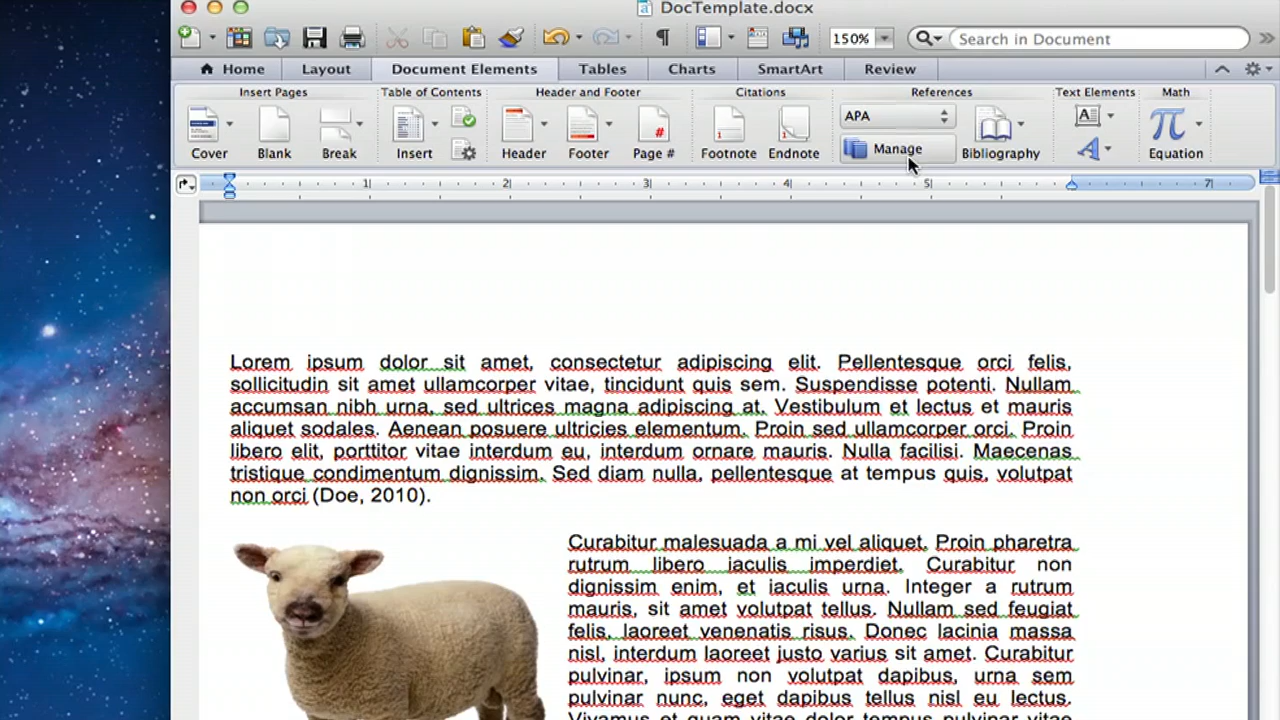 DocTemplate.docx
150% Search in Document
Home Layout Document Elements Tables Charts SmartArt Review
Insert Pages Table of Contents Header and Footer Citations References Text Elements Math
APA
Manage
Cover Blank Break Insert Header Footer Page # Footnote Endnote Bibliography Equation
1 2 3 4 5 7
Lorem ipsum dolor sit amet, consectetur adipiscing elit. Pellentesque orci felis,
sollicitudin sit amet ullamcorper vitae, tincidunt quis sem. Suspendisse potenti. Nullam
accumsan nibh urna, sed ultrices magna adipiscing at. Vestibulum et lectus et mauris
aliquet sodales. Aenean posuere ultricies elementum. Proin sed ullamcorper orci. Proin
libero elit, porttitor vitae interdum eu, interdum ornare mauris. Nulla facilisi. Maecenas
tristique condimentum dignissim. Sed diam nulla, pellentesque at tempus quis, volutpat
non orci (Doe, 2010).
Curabitur malesuada a mi vel aliquet. Proin pharetra
rutrum libero iaculis imperdiet. Curabitur non
dignissim enim, et iaculis urna. Integer a rutrum
mauris, sit amet volutpat tellus. Nullam sed feugiat
felis, laoreet venenatis risus. Donec lacinia massa
nisl, interdum laoreet justo varius sit amet. Curabitur
pulvinar, ipsum non volutpat dapibus, urna sem
pulvinar nunc, eget dapibus tellus nisl eu lectus.
Vivamus et quam vitae dolor tempus pulvinar vitae